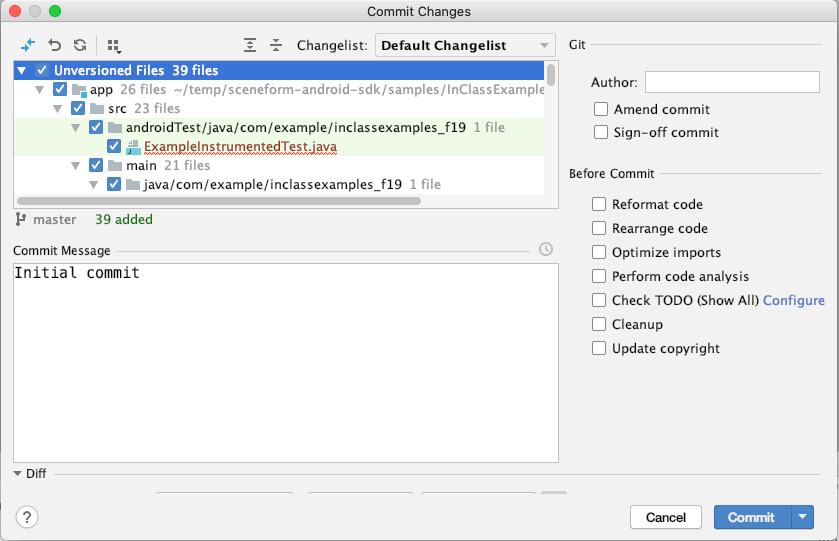 Commit Changes
Changelist: Default Changelist
Git
Unversioned Files 39 files
app 26 files ~/temp/sceneform-android-sdk/samples/InClassExample
src 23 files
androidTest/java/com/example/inclassexamples_f19 1 file
ExampleInstrumentedTest.java
main 21 files
java/com/example/inclassexamples_f19 1 file
master 39 added
Commit Message
Initial commit
Author:
Amend commit
Sign-off commit
Before Commit
Reformat code
Rearrange code
Optimize imports
Perform code analysis
Check TODO (Show All) Configure
Cleanup
Update copyright
Diff
?
Cancel
Commit